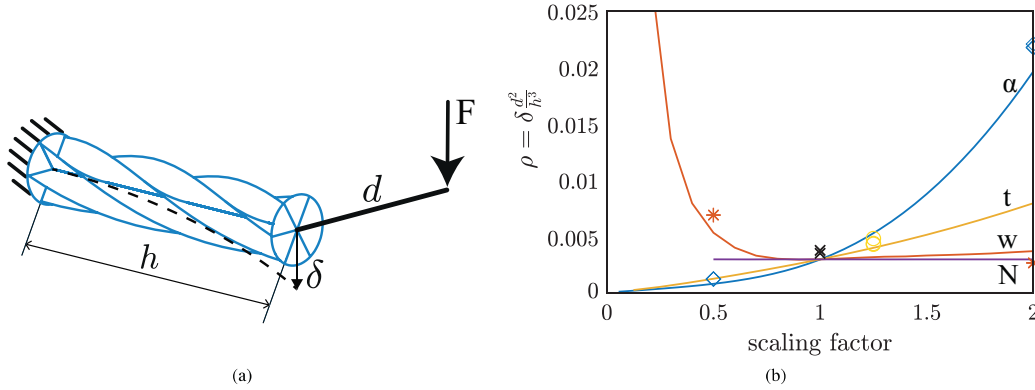 F
d
h
δ
(a)
0.025
0.02
0.015
0.01
0.005
0
ρ = δ d²/h³
α
t
w
N
0
0.5
1
1.5
2
scaling factor
(b)